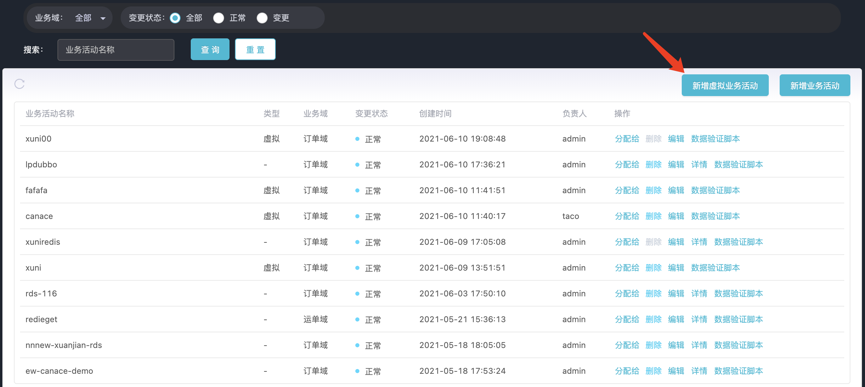 业务域： 全部 变更状态： 全部 正常 变更
搜索： 业务活动名称 查 询 重 置
新增虚拟业务活动 新增业务活动
业务活动名称 类型 业务域 变更状态 创建时间 负责人 操作
xuni00 虚拟 订单域 正常 2021-06-10 19:08:48 admin 分配给 删除 编辑 数据验证脚本
lpdubbo - 订单域 正常 2021-06-10 17:36:21 admin 分配给 删除 编辑 详情 数据验证脚本
fafafa 虚拟 订单域 正常 2021-06-10 11:41:51 admin 分配给 删除 编辑 数据验证脚本
canace 虚拟 订单域 正常 2021-06-10 11:40:17 taco 分配给 删除 编辑 数据验证脚本
xuniredis - 订单域 正常 2021-06-09 17:05:08 admin 分配给 删除 编辑 详情 数据验证脚本
xuni 虚拟 订单域 正常 2021-06-09 13:51:51 admin 分配给 删除 编辑 数据验证脚本
rds-116 - 订单域 正常 2021-06-03 17:50:10 admin 分配给 删除 编辑 详情 数据验证脚本
redieget - 运单域 正常 2021-05-21 15:36:13 admin 分配给 删除 编辑 详情 数据验证脚本
nnnew-xuanjian-rds - 订单域 正常 2021-05-18 18:05:05 admin 分配给 删除 编辑 详情 数据验证脚本
ew-canace-demo - 订单域 正常 2021-05-18 17:53:24 admin 分配给 删除 编辑 详情 数据验证脚本